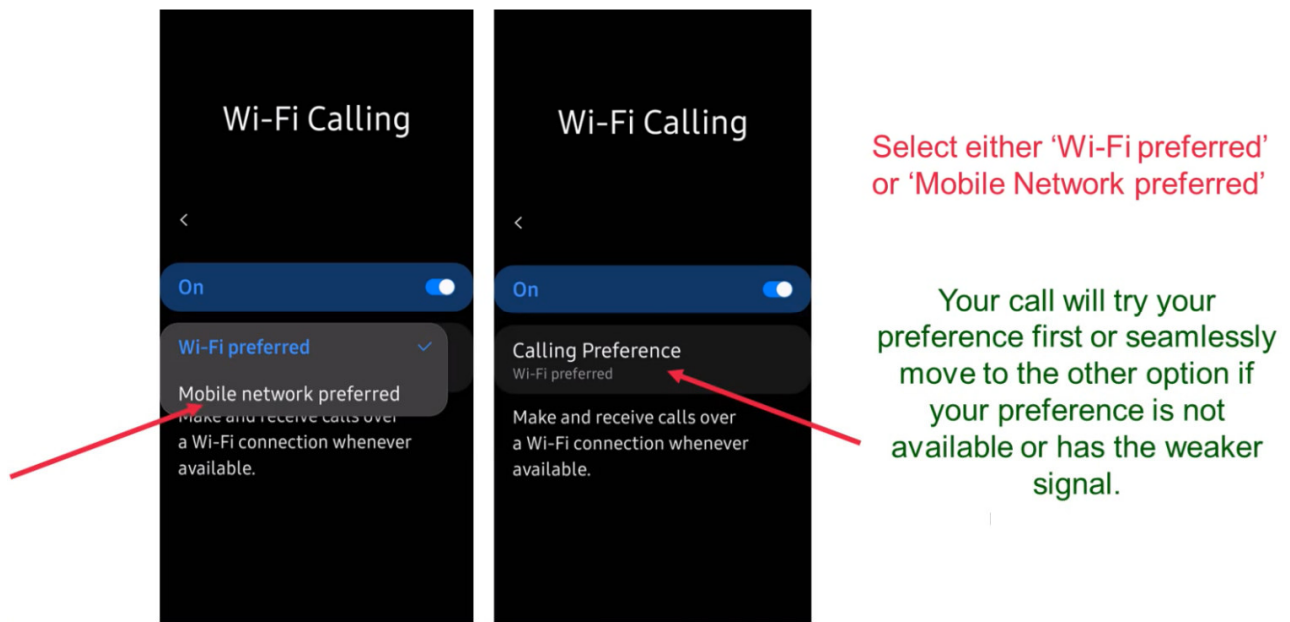 Wi-Fi Calling
<
On
Wi-Fi preferred
Mobile network preferred
Make and receive calls over
a Wi-Fi connection whenever
available.
Wi-Fi Calling
<
On
Calling Preference
Wi-Fi preferred
Make and receive calls over
a Wi-Fi connection whenever
available.
Select either ‘Wi-Fi preferred’
or ‘Mobile Network preferred’
Your call will try your
preference first or seamlessly
move to the other option if
your preference is not
available or has the weaker
signal.